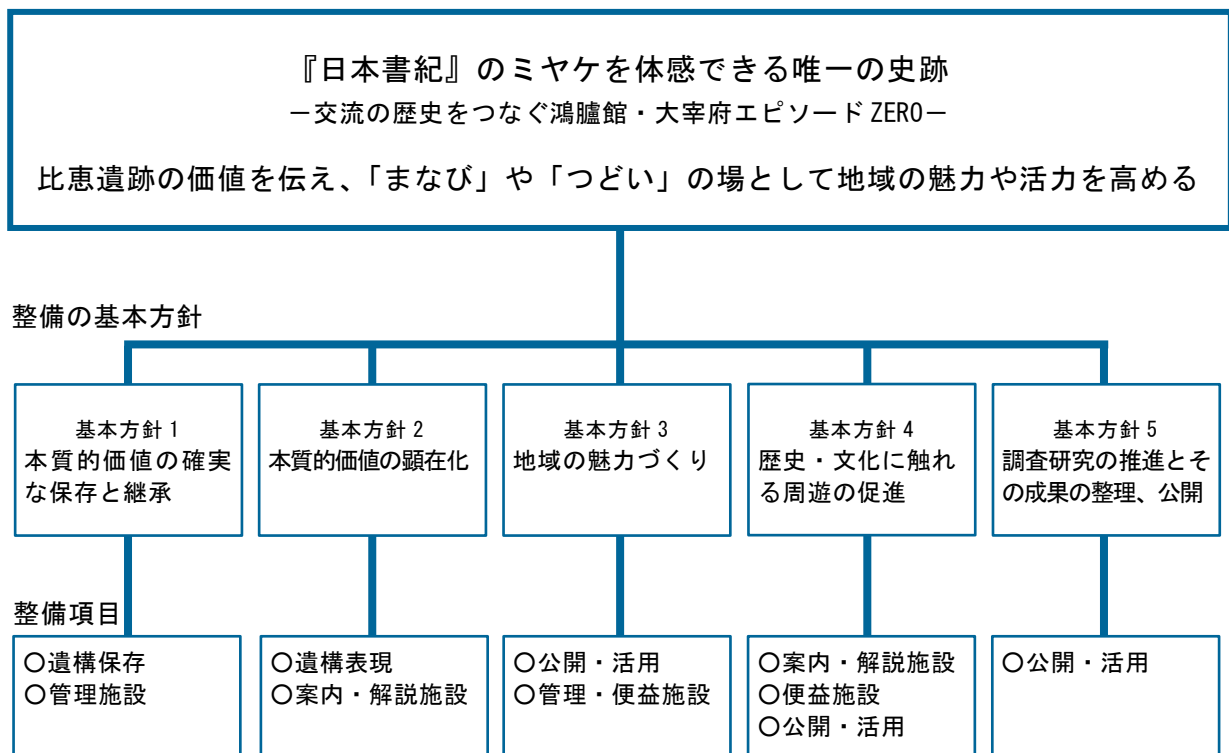 『日本書紀』のミヤケを体感できる唯一の史跡
－交流の歴史をつなぐ鴻臚館・大宰府エピソード ZERO－
比恵遺跡の価値を伝え、「まなび」や「つどい」の場として地域の魅力や活力を高める
整備の基本方針
基本方針 1
本質的価値の確実
な保存と継承
基本方針 2
本質的価値の顕在化
基本方針 3
地域の魅力づくり
基本方針 4
歴史・文化に触れ
る周遊の促進
基本方針 5
調査研究の推進とそ
の成果の整理、公開
整備項目
〇遺構保存
〇管理施設
〇遺構表現
〇案内・解説施設
〇公開・活用
〇管理・便益施設
〇案内・解説施設
〇便益施設
〇公開・活用
〇公開・活用